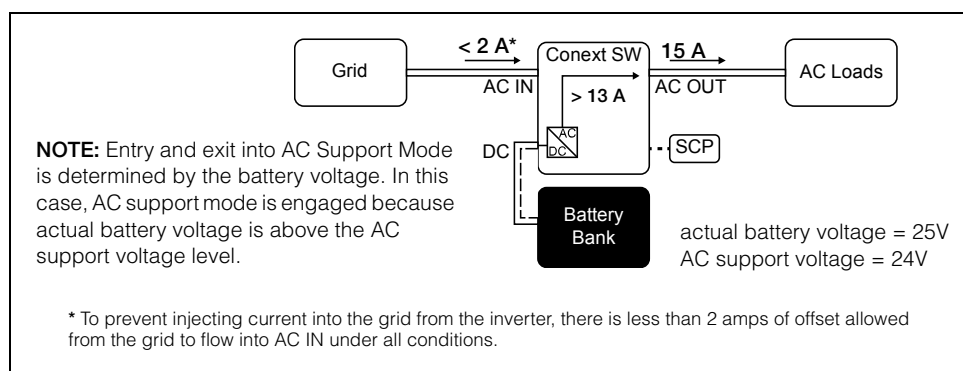 < 2 A*
Conext SW
15 A
Grid
AC Loads
AC IN
AC OUT
> 13 A
AC
DC
DC
SCP
NOTE: Entry and exit into AC Support Mode
is determined by the battery voltage. In this
case, AC support mode is engaged because
actual battery voltage is above the AC
support voltage level.
Battery
Bank
actual battery voltage = 25V
AC support voltage = 24V
* To prevent injecting current into the grid from the inverter, there is less than 2 amps of offset allowed
from the grid to flow into AC IN under all conditions.